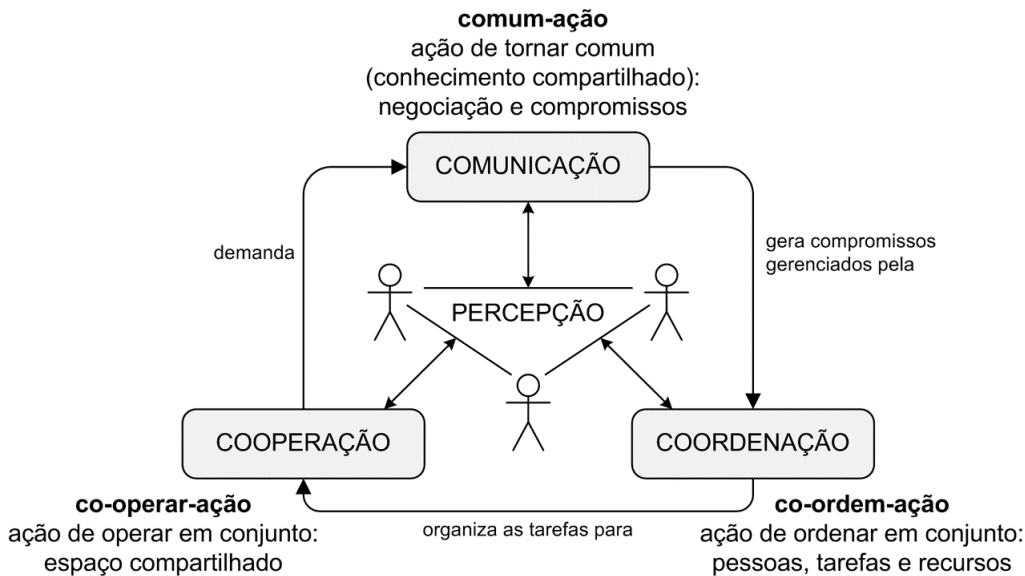 comum-ação
ação de tornar comum
(conhecimento compartilhado):
negociação e compromissos
COMUNICAÇÃO
demanda
gera compromissos
gerenciados pela
PERCEPÇÃO
COOPERAÇÃO
COORDENAÇÃO
co-operar-ação
ação de operar em conjunto:
espaço compartilhado
organiza as tarefas para
co-ordem-ação
ação de ordenar em conjunto:
pessoas, tarefas e recursos